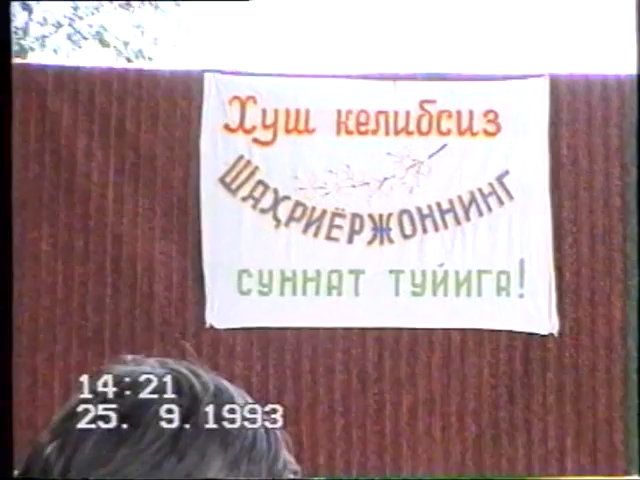 Хуш келибсиз
ШАҲРИЁРЖОННИНГ
СУННАТ ТУЙИГА!
14:21
25. 9.1993